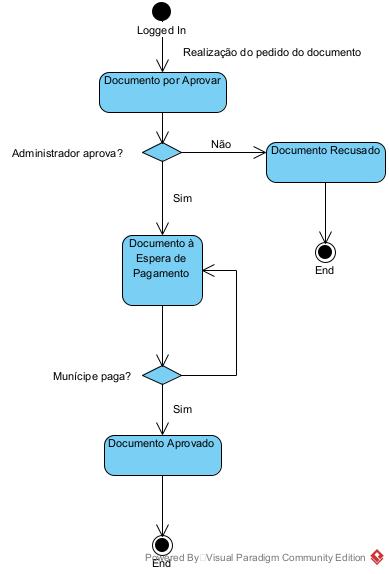 Logged In
Realização do pedido do documento
Documento por Aprovar
Administrador aprova?
Não
Documento Recusado
Sim
Documento à
Espera de
Pagamento
End
Munícipe paga?
Sim
Documento Aprovado
Powered By Visual Paradigm Community Edition
End